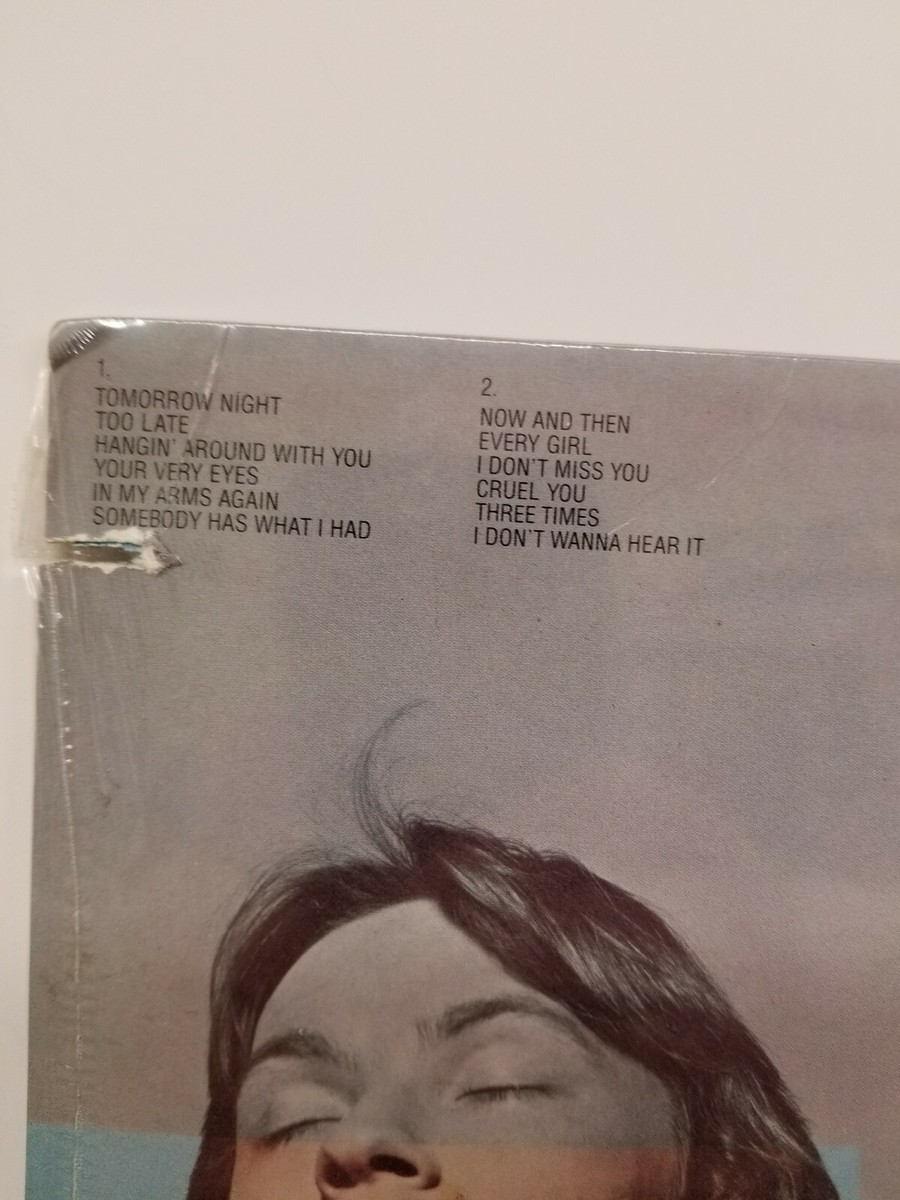 1.
TOMORROW NIGHT
TOO LATE
HANGIN' AROUND WITH YOU
YOUR VERY EYES
IN MY ARMS AGAIN
SOMEBODY HAS WHAT I HAD
2.
NOW AND THEN
EVERY GIRL
I DON'T MISS YOU
CRUEL YOU
THREE TIMES
I DON'T WANNA HEAR IT